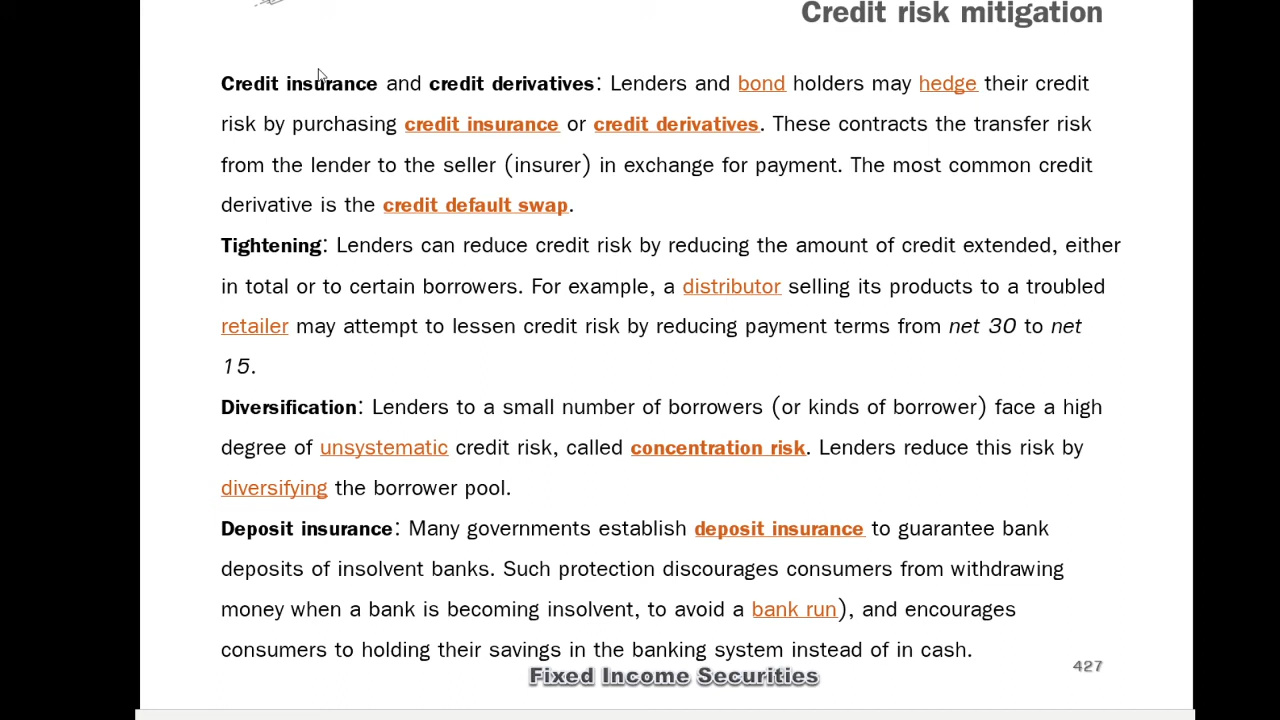 Credit risk mitigation
Credit insurance and credit derivatives: Lenders and bond holders may hedge their credit
risk by purchasing credit insurance or credit derivatives. These contracts the transfer risk
from the lender to the seller (insurer) in exchange for payment. The most common credit
derivative is the credit default swap.
Tightening: Lenders can reduce credit risk by reducing the amount of credit extended, either
in total or to certain borrowers. For example, a distributor selling its products to a troubled
retailer may attempt to lessen credit risk by reducing payment terms from net 30 to net
15.
Diversification: Lenders to a small number of borrowers (or kinds of borrower) face a high
degree of unsystematic credit risk, called concentration risk. Lenders reduce this risk by
diversifying the borrower pool.
Deposit insurance: Many governments establish deposit insurance to guarantee bank
deposits of insolvent banks. Such protection discourages consumers from withdrawing
money when a bank is becoming insolvent, to avoid a bank run), and encourages
consumers to holding their savings in the banking system instead of in cash.
Fixed Income Securities
427